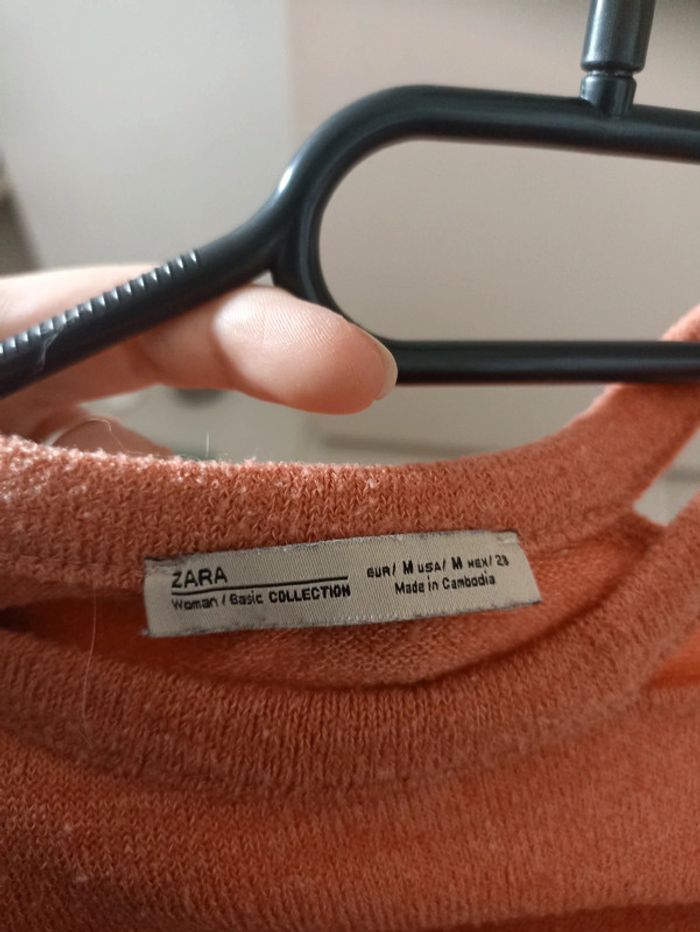 ZARA
Woman / Basic COLLECTION
EUR/ M USA/ M MEX/ 28
Made in Cambodia